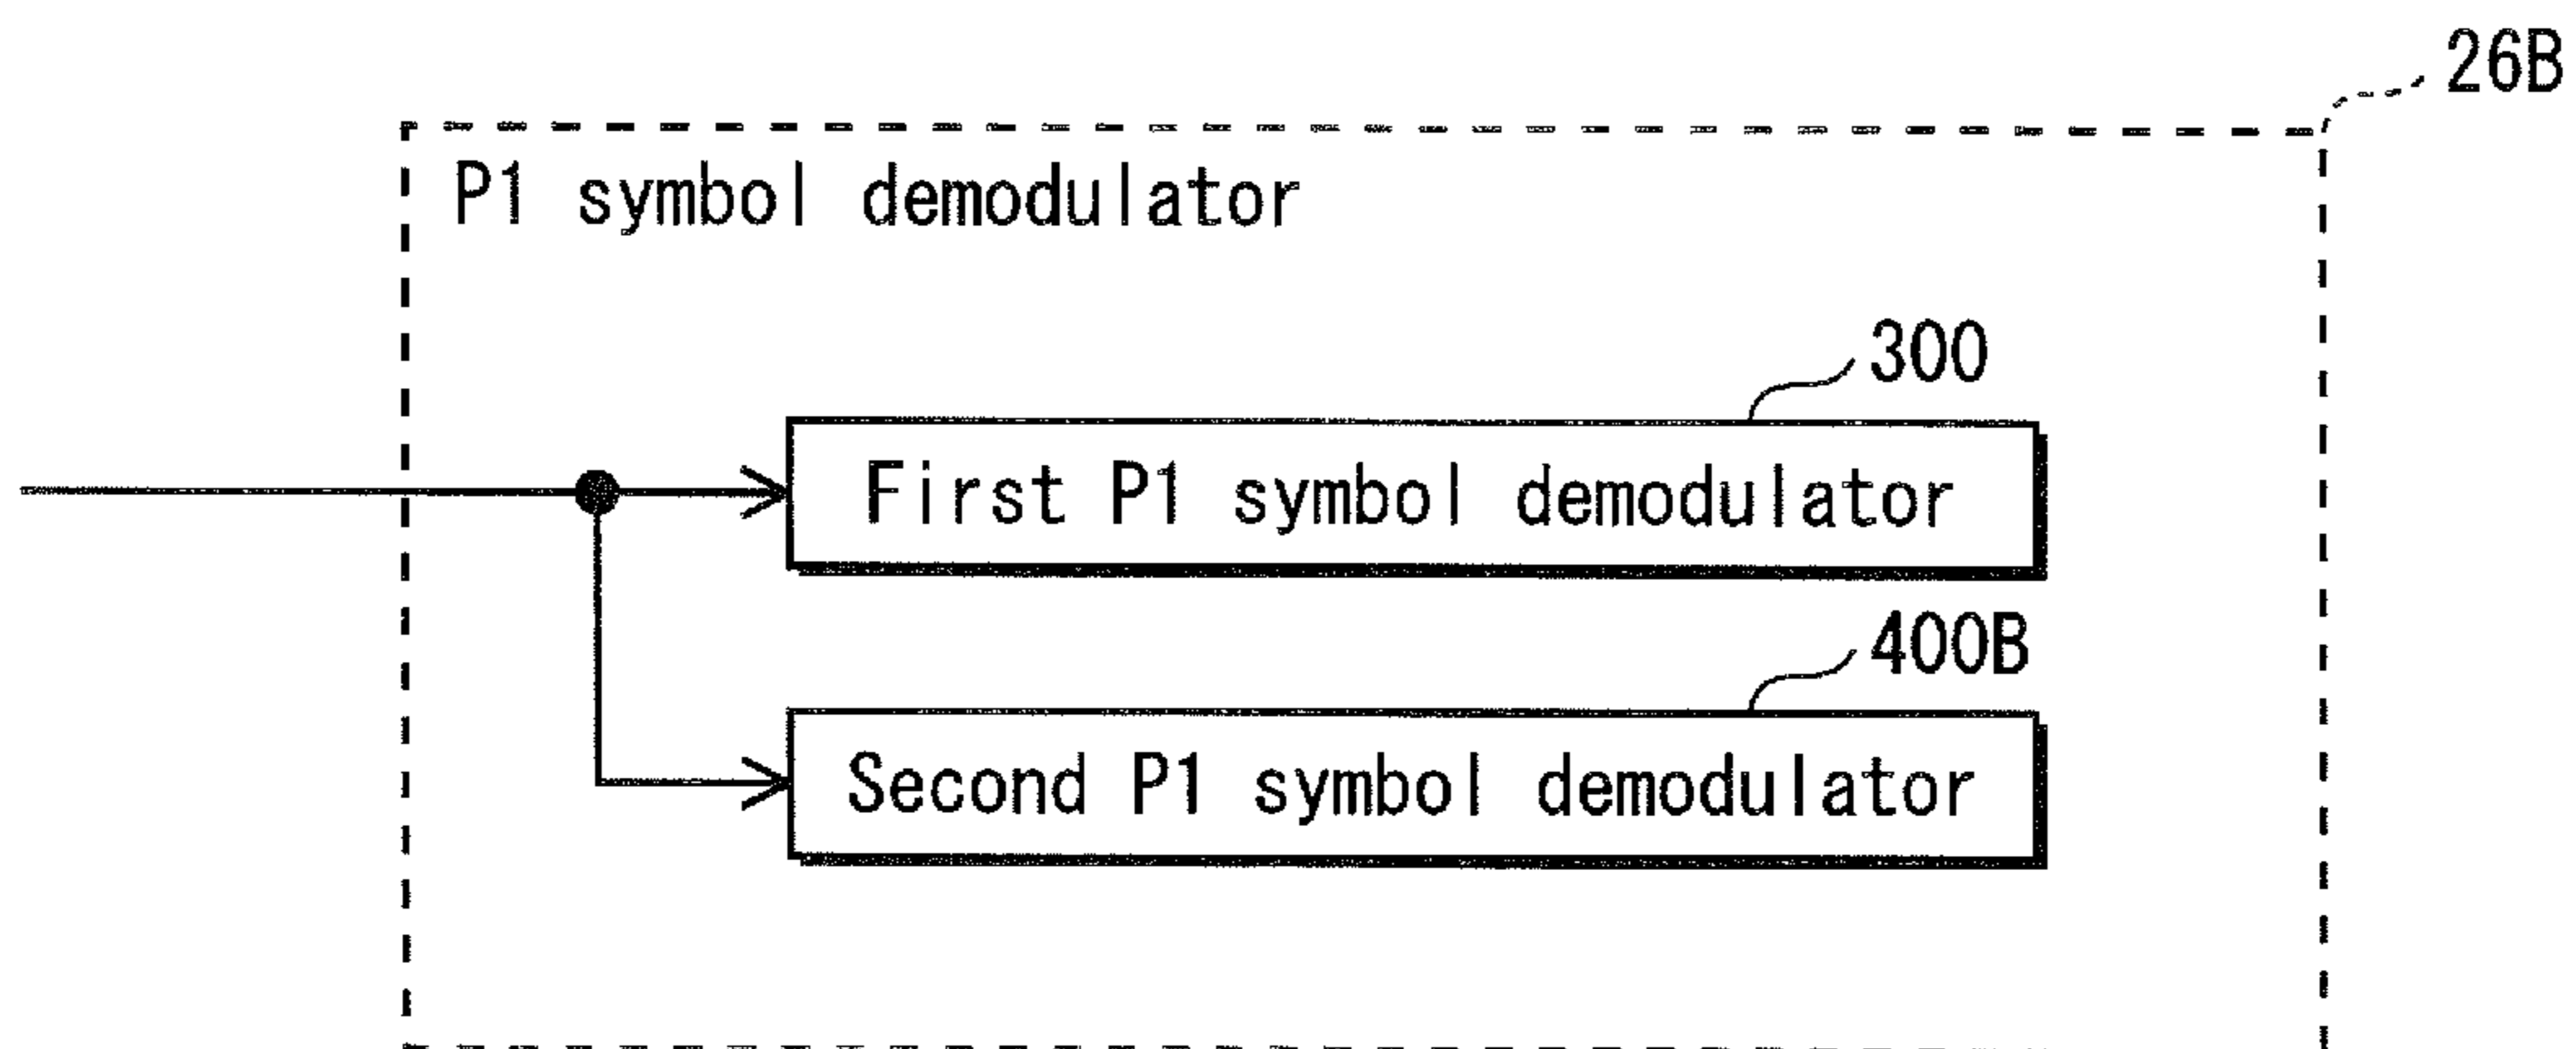 26B
P1 symbol demodulator
300
First P1 symbol demodulator
400B
Second P1 symbol demodulator